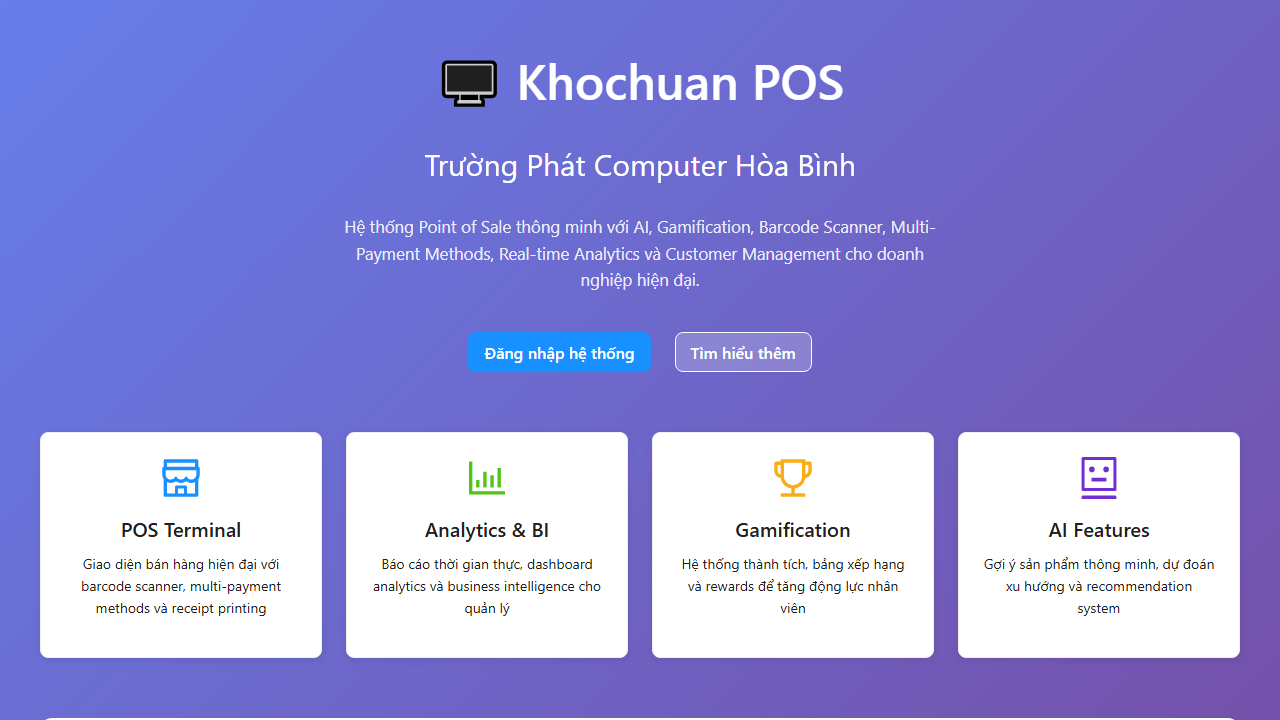 Khochuan POS
Trường Phát Computer Hòa Bình
Hệ thống Point of Sale thông minh với AI, Gamification, Barcode Scanner, Multi-
Payment Methods, Real-time Analytics và Customer Management cho doanh
nghiệp hiện đại.
Đăng nhập hệ thống
Tìm hiểu thêm
POS Terminal
Giao diện bán hàng hiện đại với
barcode scanner, multi-payment
methods và receipt printing
Analytics & BI
Báo cáo thời gian thực, dashboard
analytics và business intelligence cho
quản lý
Gamification
Hệ thống thành tích, bảng xếp hạng
và rewards để tăng động lực nhân
viên
AI Features
Gợi ý sản phẩm thông minh, dự đoán
xu hướng và recommendation
system